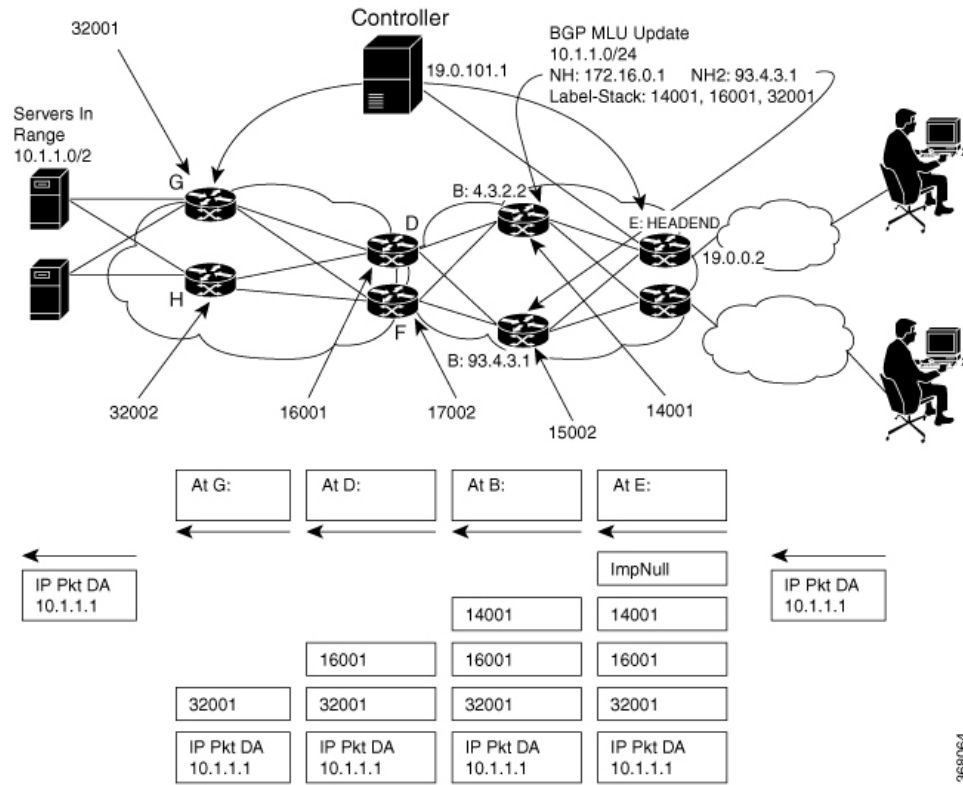 32001
Controller
19.0.101.1
BGP MLU Update
10.1.1.0/24
NH: 172.16.0.1 NH2: 93.4.3.1
Label-Stack: 14001, 16001, 32001
Servers In
Range
10.1.1.0/2
G
H
D
F
B: 4.3.2.2
E: HEADEND
19.0.0.2
B: 93.4.3.1
32002
16001
17002
15002
14001
At G:
At D:
At B:
At E:
ImpNull
14001
14001
16001
16001
16001
32001
32001
32001
32001
IP Pkt DA
10.1.1.1
IP Pkt DA
10.1.1.1
IP Pkt DA
10.1.1.1
IP Pkt DA
10.1.1.1
IP Pkt DA
10.1.1.1
IP Pkt DA
10.1.1.1
368064